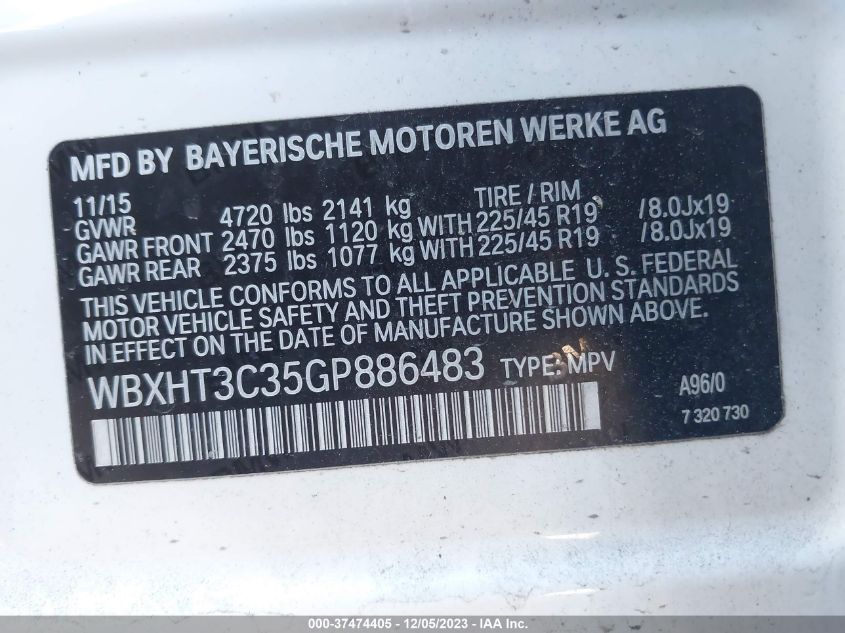 MFD BY BAYERISCHE MOTOREN WERKE AG
11/15 TIRE / RIM
GVWR 4720 lbs 2141 kg
GAWR FRONT 2470 lbs 1120 kg WITH 225/45 R19 /8.0Jx19
GAWR REAR 2375 lbs 1077 kg WITH 225/45 R19 /8.0Jx19
THIS VEHICLE CONFORMS TO ALL APPLICABLE U. S. FEDERAL
MOTOR VEHICLE SAFETY AND THEFT PREVENTION STANDARDS
IN EFFECT ON THE DATE OF MANUFACTURE SHOWN ABOVE.
WBXHT3C35GP886483 TYPE: MPV A96/0
7 320 730
000-37474405 - 12/05/2023 - IAA Inc.